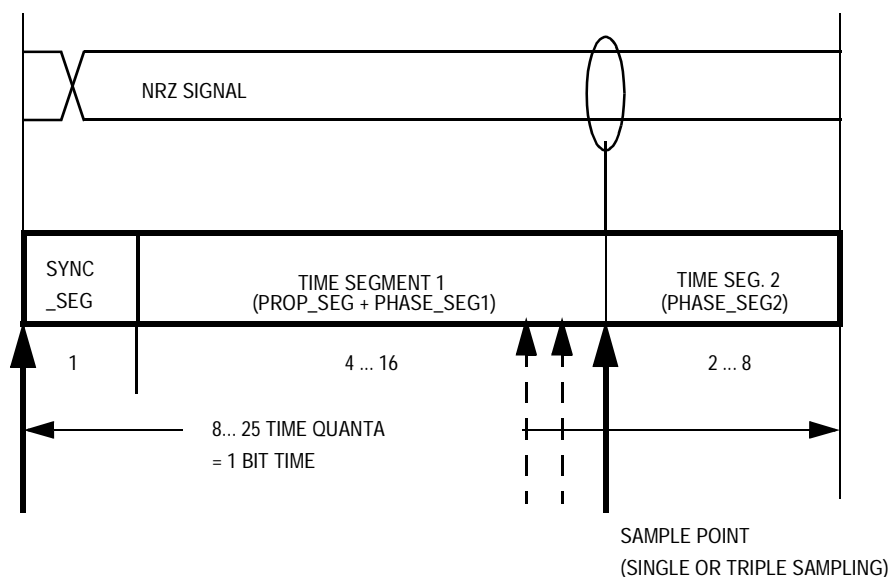 NRZ SIGNAL
SYNC
_SEG
TIME SEGMENT 1
(PROP_SEG + PHASE_SEG1)
TIME SEG. 2
(PHASE_SEG2)
1
4 ... 16
2 ... 8
8... 25 TIME QUANTA
= 1 BIT TIME
SAMPLE POINT
(SINGLE OR TRIPLE SAMPLING)